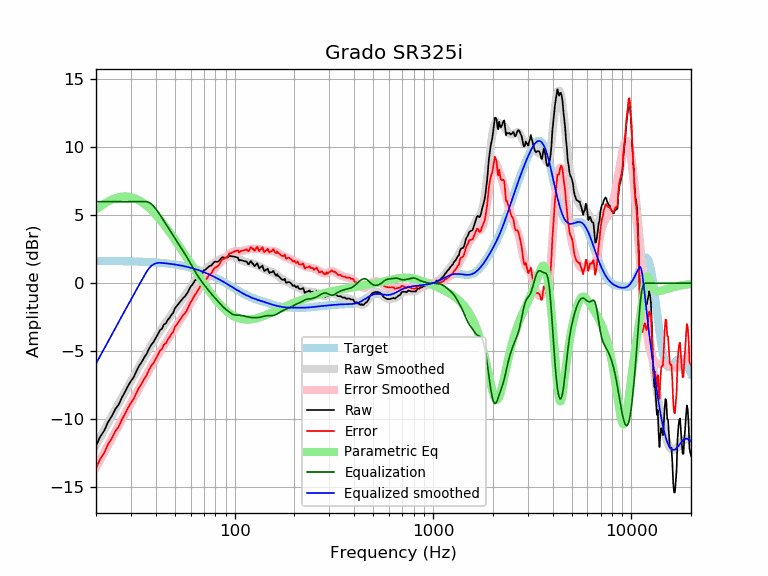 Grado SR325i
15
10
5
0
−5
−10
−15
Amplitude (dBr)
Target
Raw Smoothed
Error Smoothed
Raw
Error
Parametric Eq
Equalization
Equalized smoothed
100
1000
10000
Frequency (Hz)